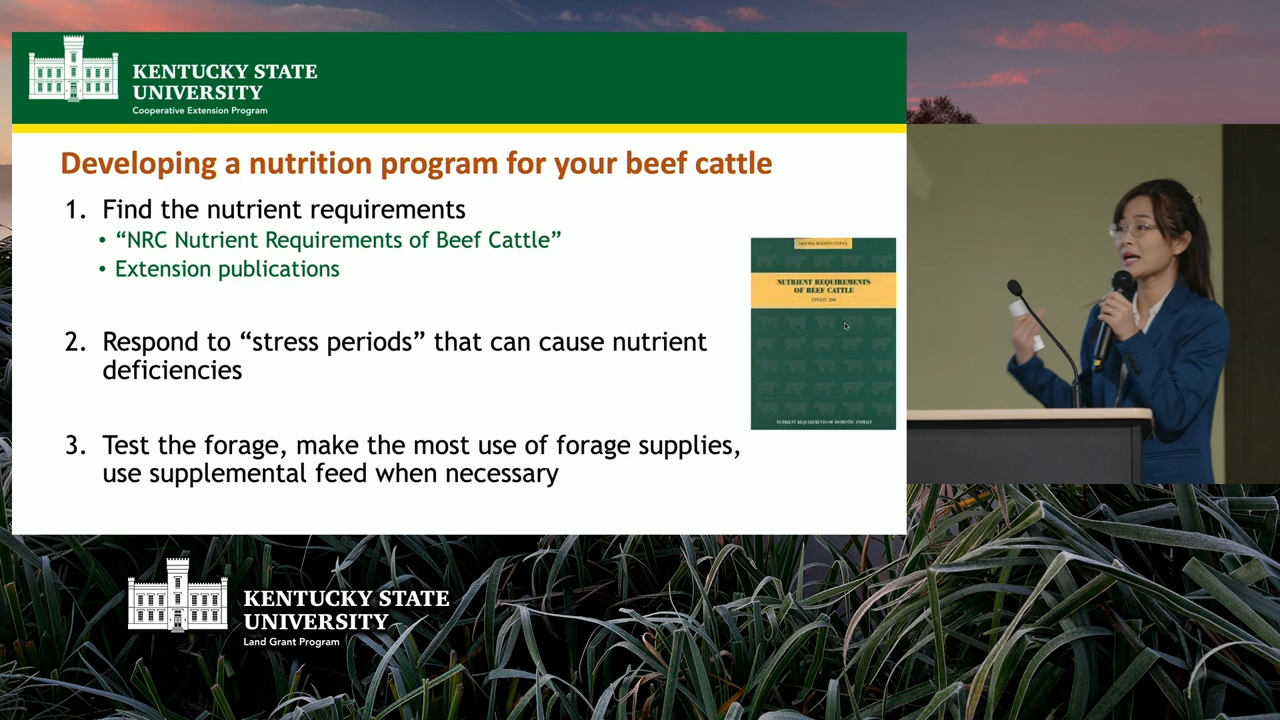 KENTUCKY STATE
UNIVERSITY
Cooperative Extension Program
Developing a nutrition program for your beef cattle
1. Find the nutrient requirements
• “NRC Nutrient Requirements of Beef Cattle”
• Extension publications
2. Respond to “stress periods” that can cause nutrient
deficiencies
3. Test the forage, make the most use of forage supplies,
use supplemental feed when necessary
NATIONAL RESEARCH COUNCIL
NUTRIENT REQUIREMENTS
OF BEEF CATTLE
UPDATE 2000
NUTRIENT REQUIREMENTS OF DOMESTIC ANIMALS
KENTUCKY STATE
UNIVERSITY
Land Grant Program